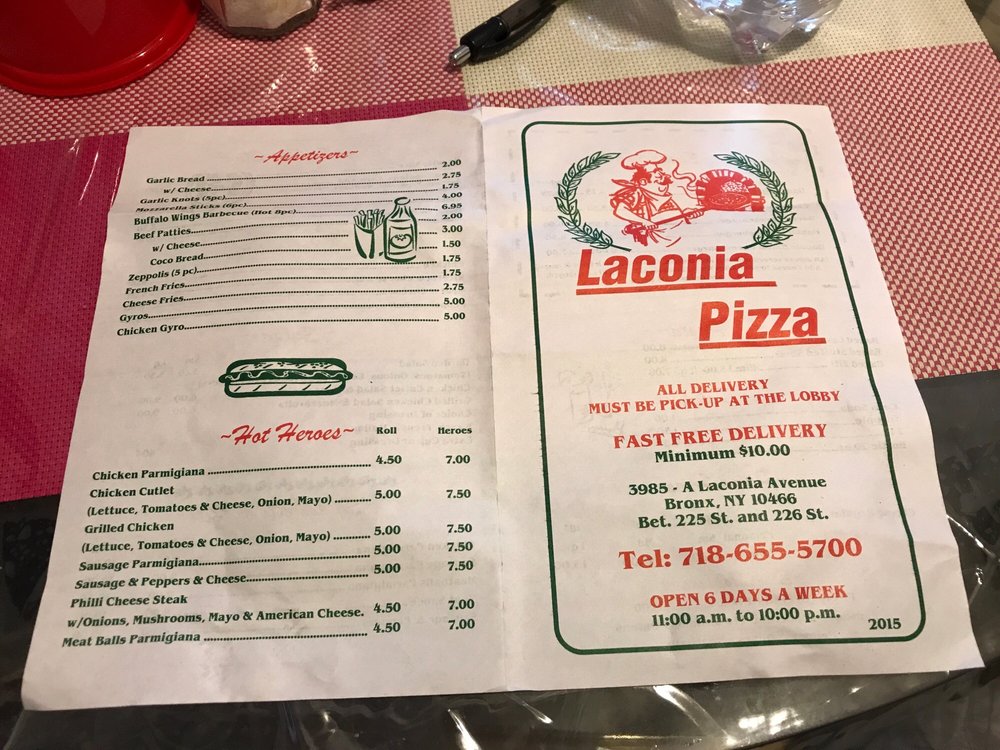 ~Appetizers~
Garlic Bread 2.00
w/ Cheese 2.75
Garlic Knots (5pc) 1.75
Mozzarella Sticks (6pc) 4.00
Buffalo Wings Barbecue (Hot 8pc) 6.95
Beef Patties 2.00
w/ Cheese 3.00
Coco Bread 1.50
Zeppolis (5 pc) 1.75
French Fries 1.75
Cheese Fries 2.75
Gyros 5.00
Chicken Gyro 5.00
~Hot Heroes~ Roll Heroes
Chicken Parmigiana 4.50 7.00
Chicken Cutlet
(Lettuce, Tomatoes & Cheese, Onion, Mayo) 5.00 7.50
Grilled Chicken
(Lettuce, Tomatoes & Cheese, Onion, Mayo) 5.00 7.50
Sausage Parmigiana 5.00 7.50
Sausage & Peppers & Cheese 5.00 7.50
Philli Cheese Steak
w/Onions, Mushrooms, Mayo & American Cheese. 4.50 7.00
Meat Balls Parmigiana 4.50 7.00
Laconia
Pizza
ALL DELIVERY
MUST BE PICK-UP AT THE LOBBY
FAST FREE DELIVERY
Minimum $10.00
3985 - A Laconia Avenue
Bronx, NY 10466
Bet. 225 St. and 226 St.
Tel: 718-655-5700
OPEN 6 DAYS A WEEK
11:00 a.m. to 10:00 p.m.
2015